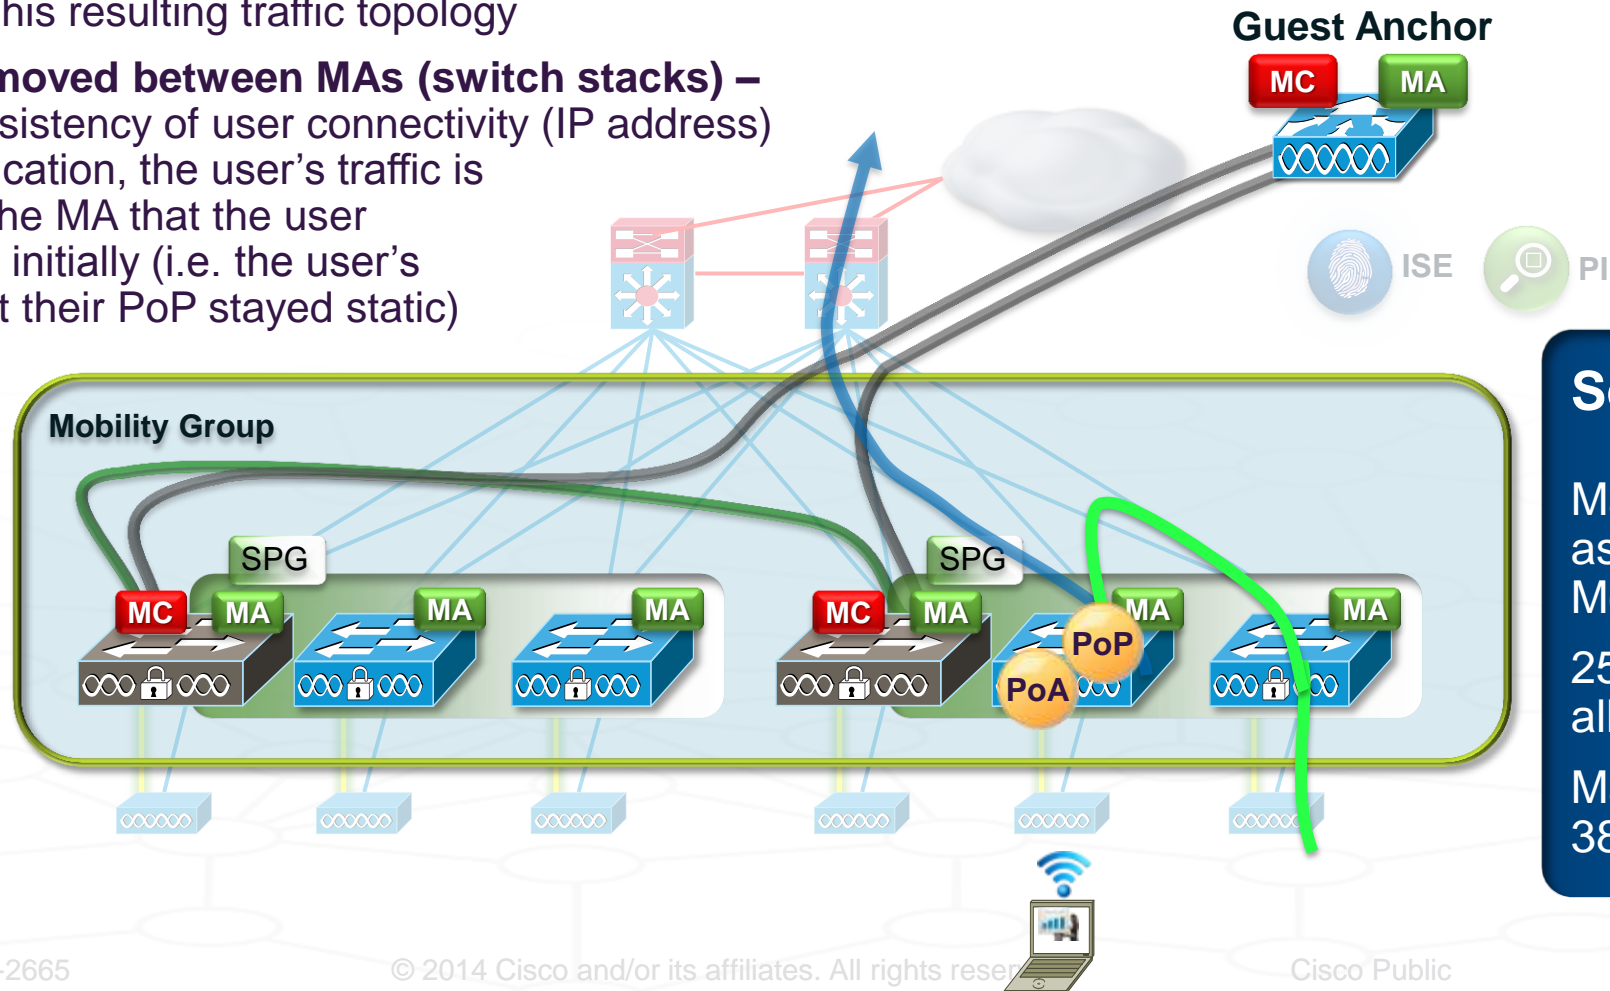 his resulting traffic topology
moved between MAs (switch stacks) –
sistency of user connectivity (IP address)
ication, the user's traffic is
he MA that the user
initially (i.e. the user's
t their PoP stayed static)
Guest Anchor
MC MA
ISE PI
Mobility Group
SPG SPG
MC MA MA MA MC MA MA MA
PoP
PoA
S
M
as
M
25
all
M
38
-2665 © 2014 Cisco and/or its affiliates. All rights reser Cisco Public